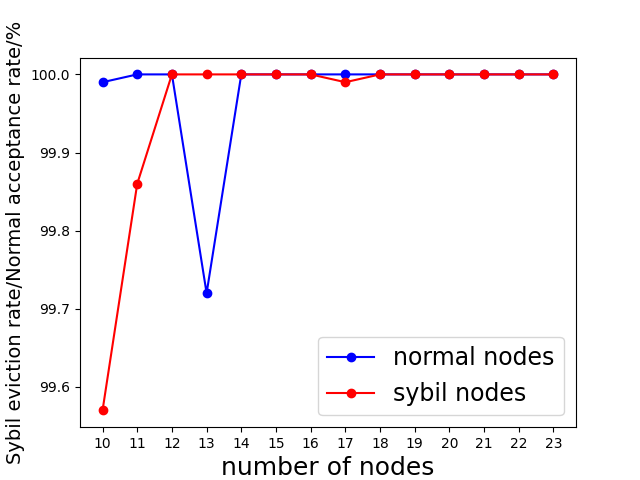 Sybil eviction rate/Normal acceptance rate/%
100.0
99.9
99.8
99.7
99.6
normal nodes
sybil nodes
10 11 12 13 14 15 16 17 18 19 20 21 22 23
number of nodes